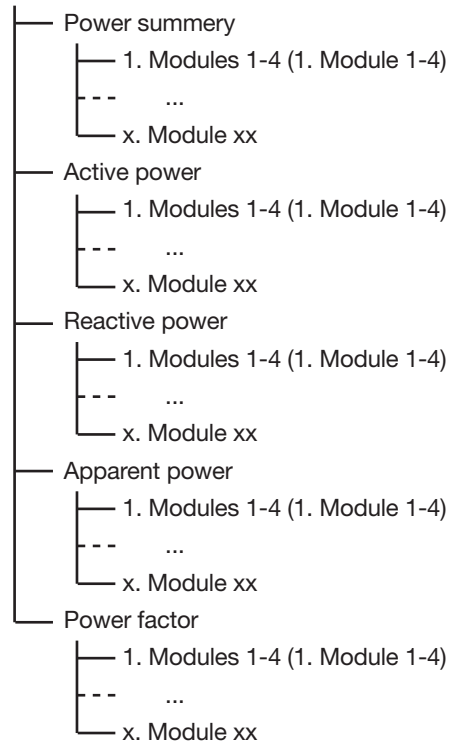 Power summery
1. Modules 1-4 (1. Module 1-4)
...
x. Module xx
Active power
1. Modules 1-4 (1. Module 1-4)
...
x. Module xx
Reactive power
1. Modules 1-4 (1. Module 1-4)
...
x. Module xx
Apparent power
1. Modules 1-4 (1. Module 1-4)
...
x. Module xx
Power factor
1. Modules 1-4 (1. Module 1-4)
...
x. Module xx